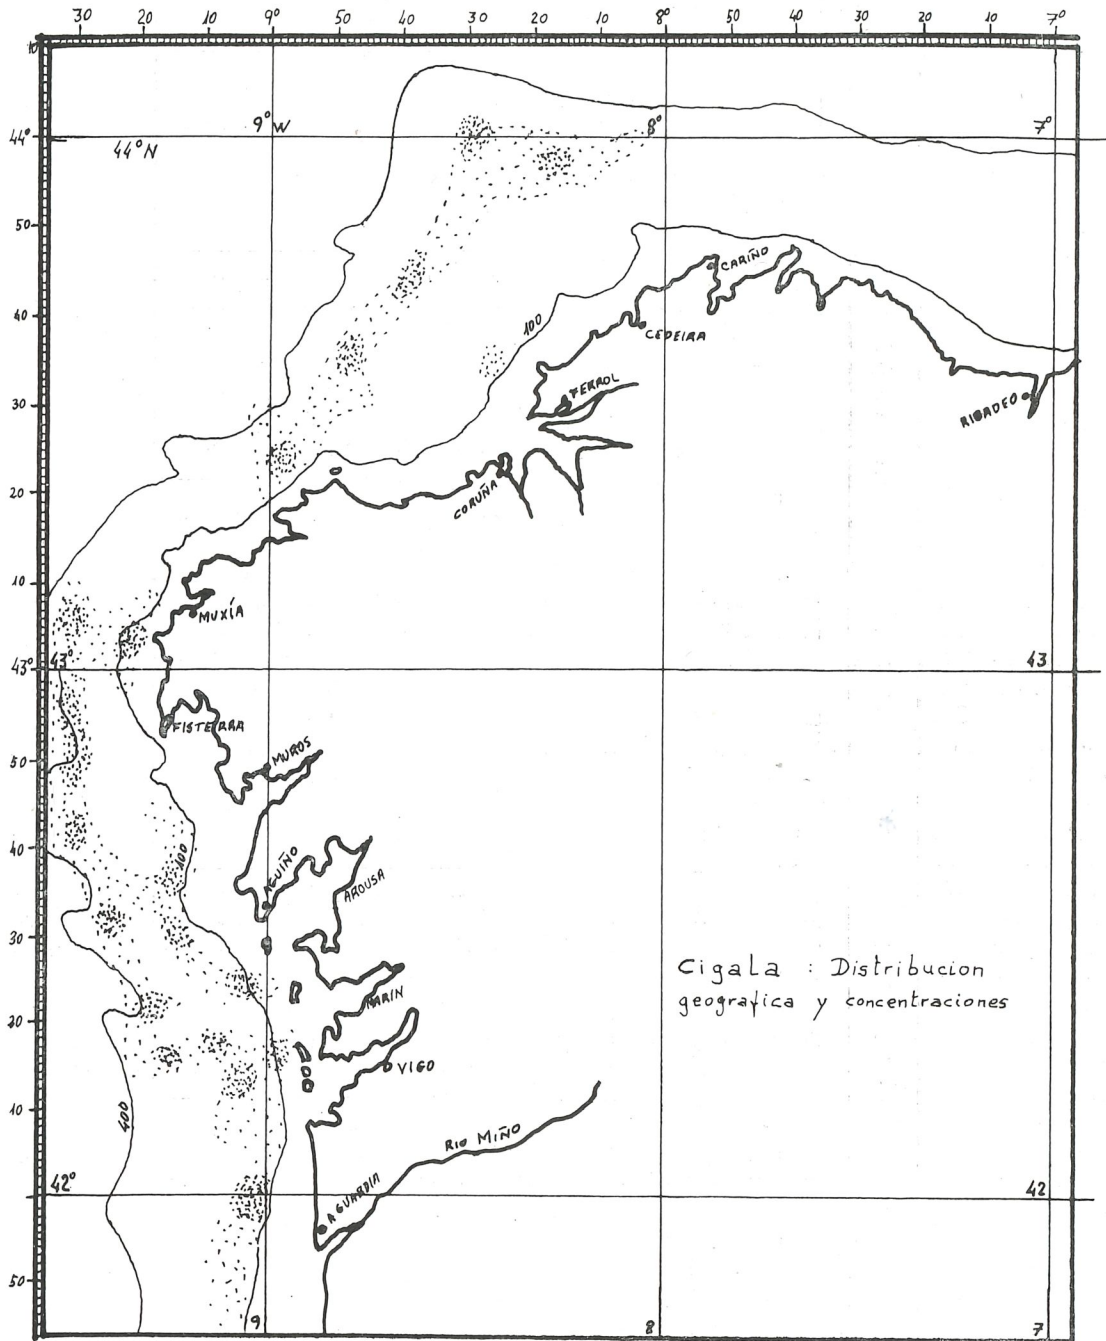 30 20 10 9° 50 40 30 20 10 8° 50 40 30 20 10 7°
10
9° W 8° 7°
44°
44° N
50
CARIÑO
40
100
CEDEIRA
FERROL
30
RIBADEO
20
CORUÑA
10
MUXÍA
43° 43° 43
FISTERRA
50
MUROS
40
100
AGUIÑO
AROUSA
30
Cigala : Distribucion
geografica y concentraciones
MARIN
20
VIGO
10
400
RIO MIÑO
42° 42
A GUARDIA
50
9 8 7